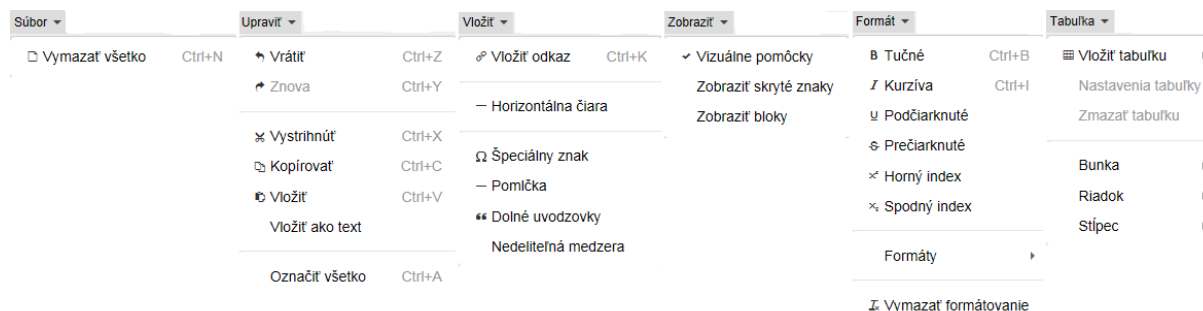 Súbor
Vymazať všetko Ctrl+N
Upraviť
Vrátiť Ctrl+Z
Znova Ctrl+Y
Vystrihnúť Ctrl+X
Kopírovať Ctrl+C
Vložiť Ctrl+V
Vložiť ako text
Označiť všetko Ctrl+A
Vložiť
Vložiť odkaz Ctrl+K
Horizontálna čiara
Špeciálny znak
Pomlčka
Dolné uvodzovky
Nedeliteľná medzera
Zobraziť
Vizuálne pomôcky
Zobraziť skryté znaky
Zobraziť bloky
Formát
B Tučné Ctrl+B
I Kurzíva Ctrl+I
U Podčiarknuté
S Prečiarknuté
Horný index
Spodný index
Formáty
Vymazať formátovanie
Tabuľka
Vložiť tabuľku
Nastavenia tabuľky
Zmazať tabuľku
Bunka
Riadok
Stĺpec